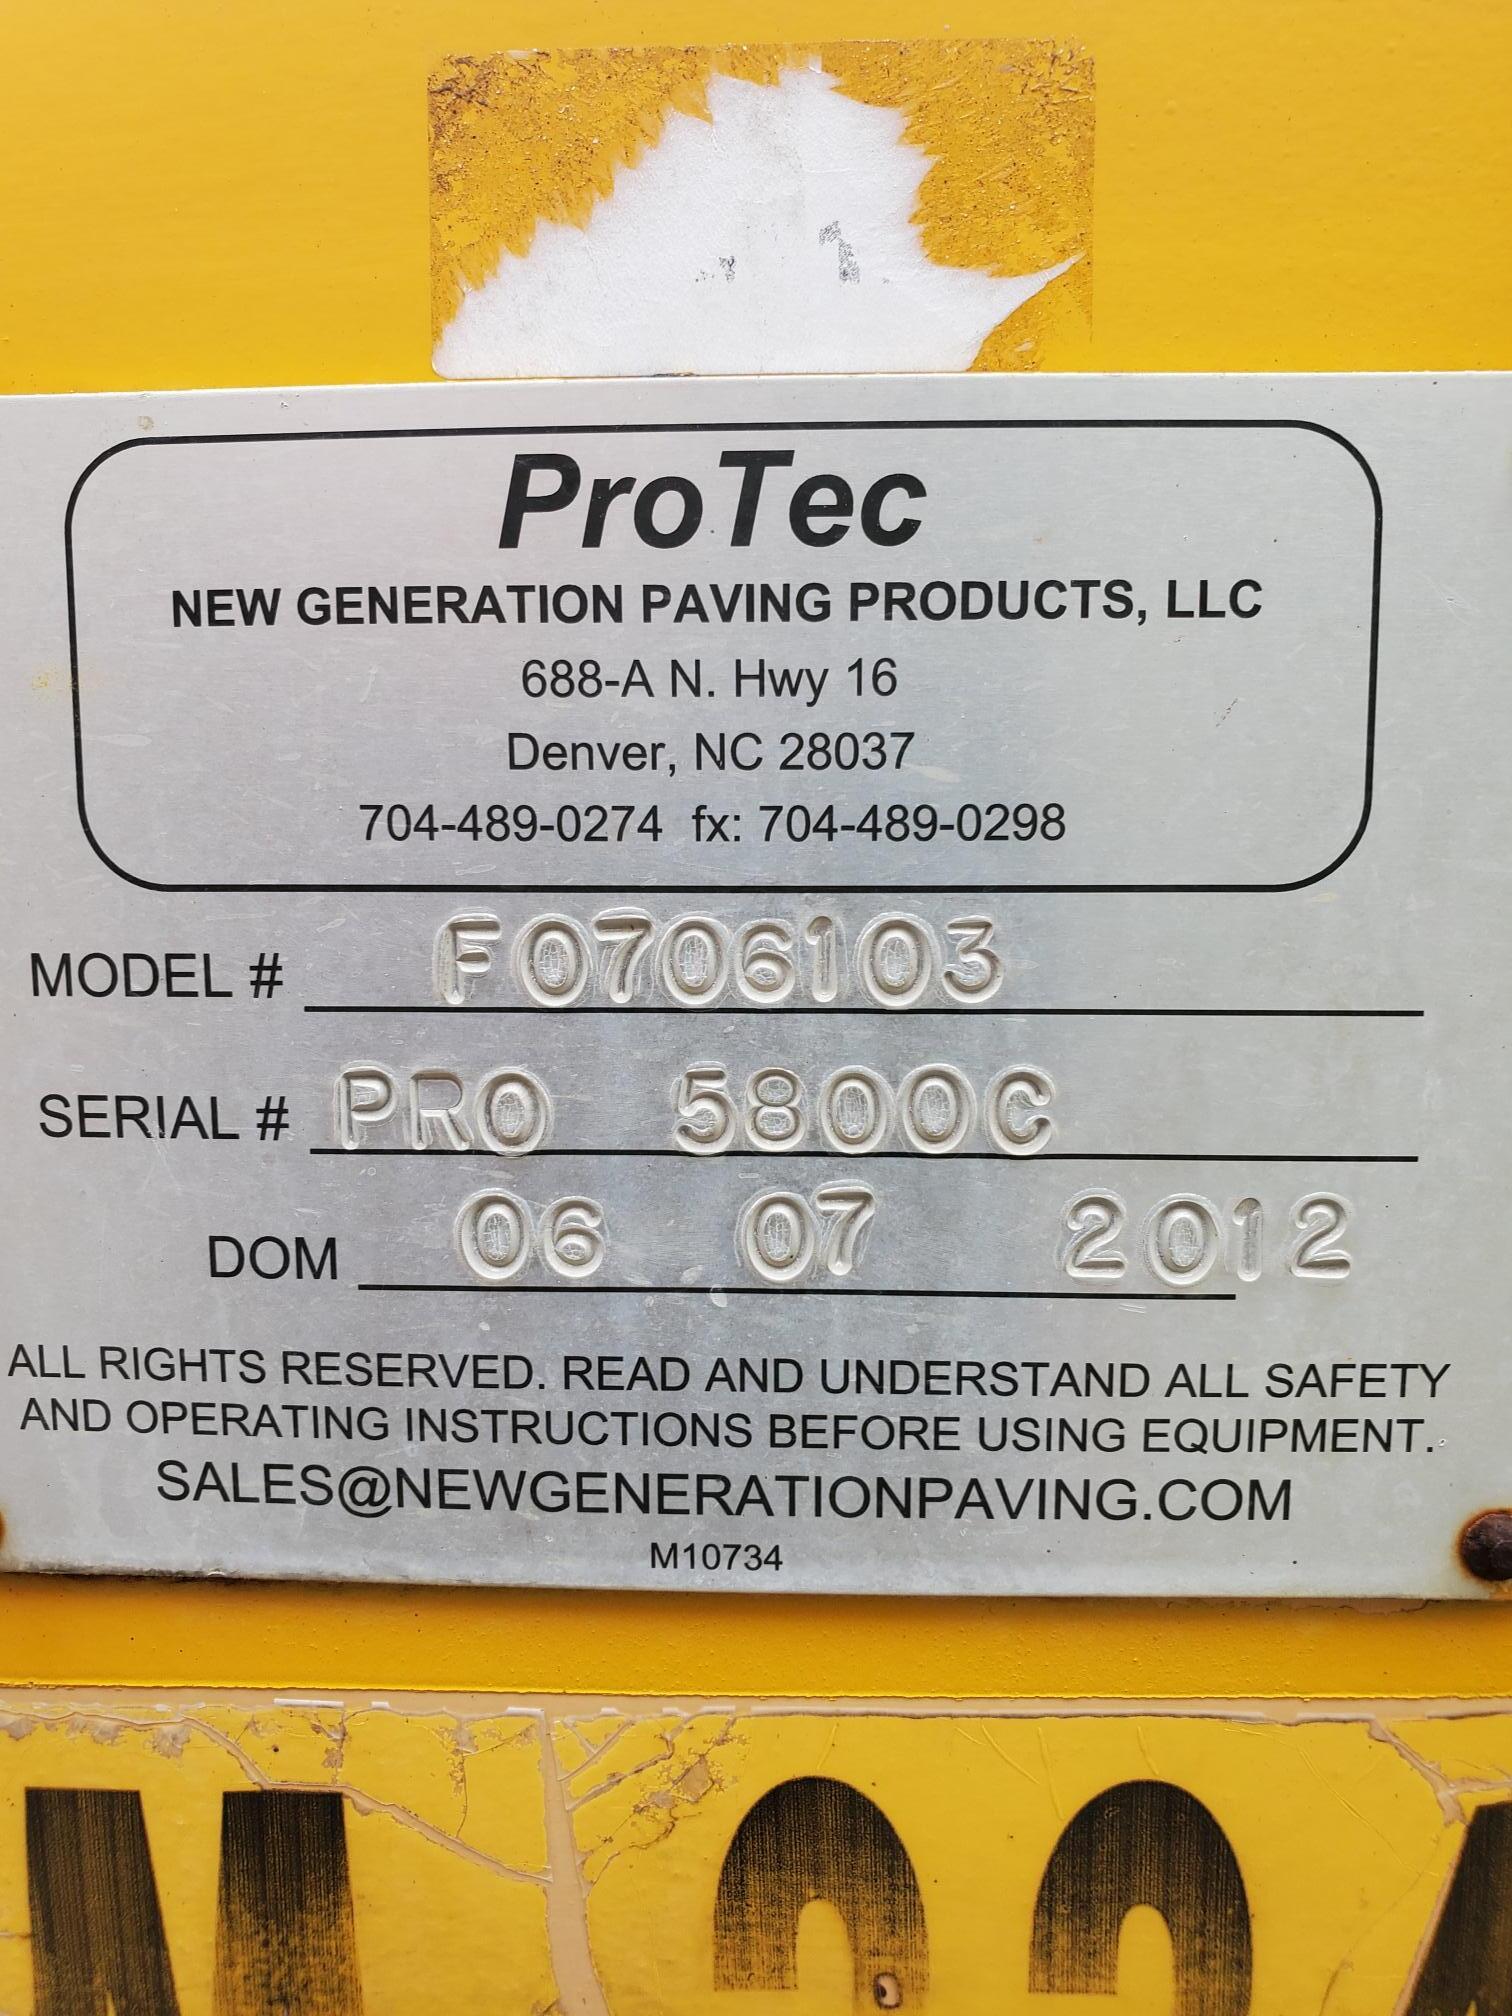 ProTec
NEW GENERATION PAVING PRODUCTS, LLC
688-A N. Hwy 16
Denver, NC 28037
704-489-0274 fx: 704-489-0298
MODEL # F0706103
SERIAL # PRO 5800C
DOM 06 07 2012
ALL RIGHTS RESERVED. READ AND UNDERSTAND ALL SAFETY
AND OPERATING INSTRUCTIONS BEFORE USING EQUIPMENT.
SALES@NEWGENERATIONPAVING.COM
M10734